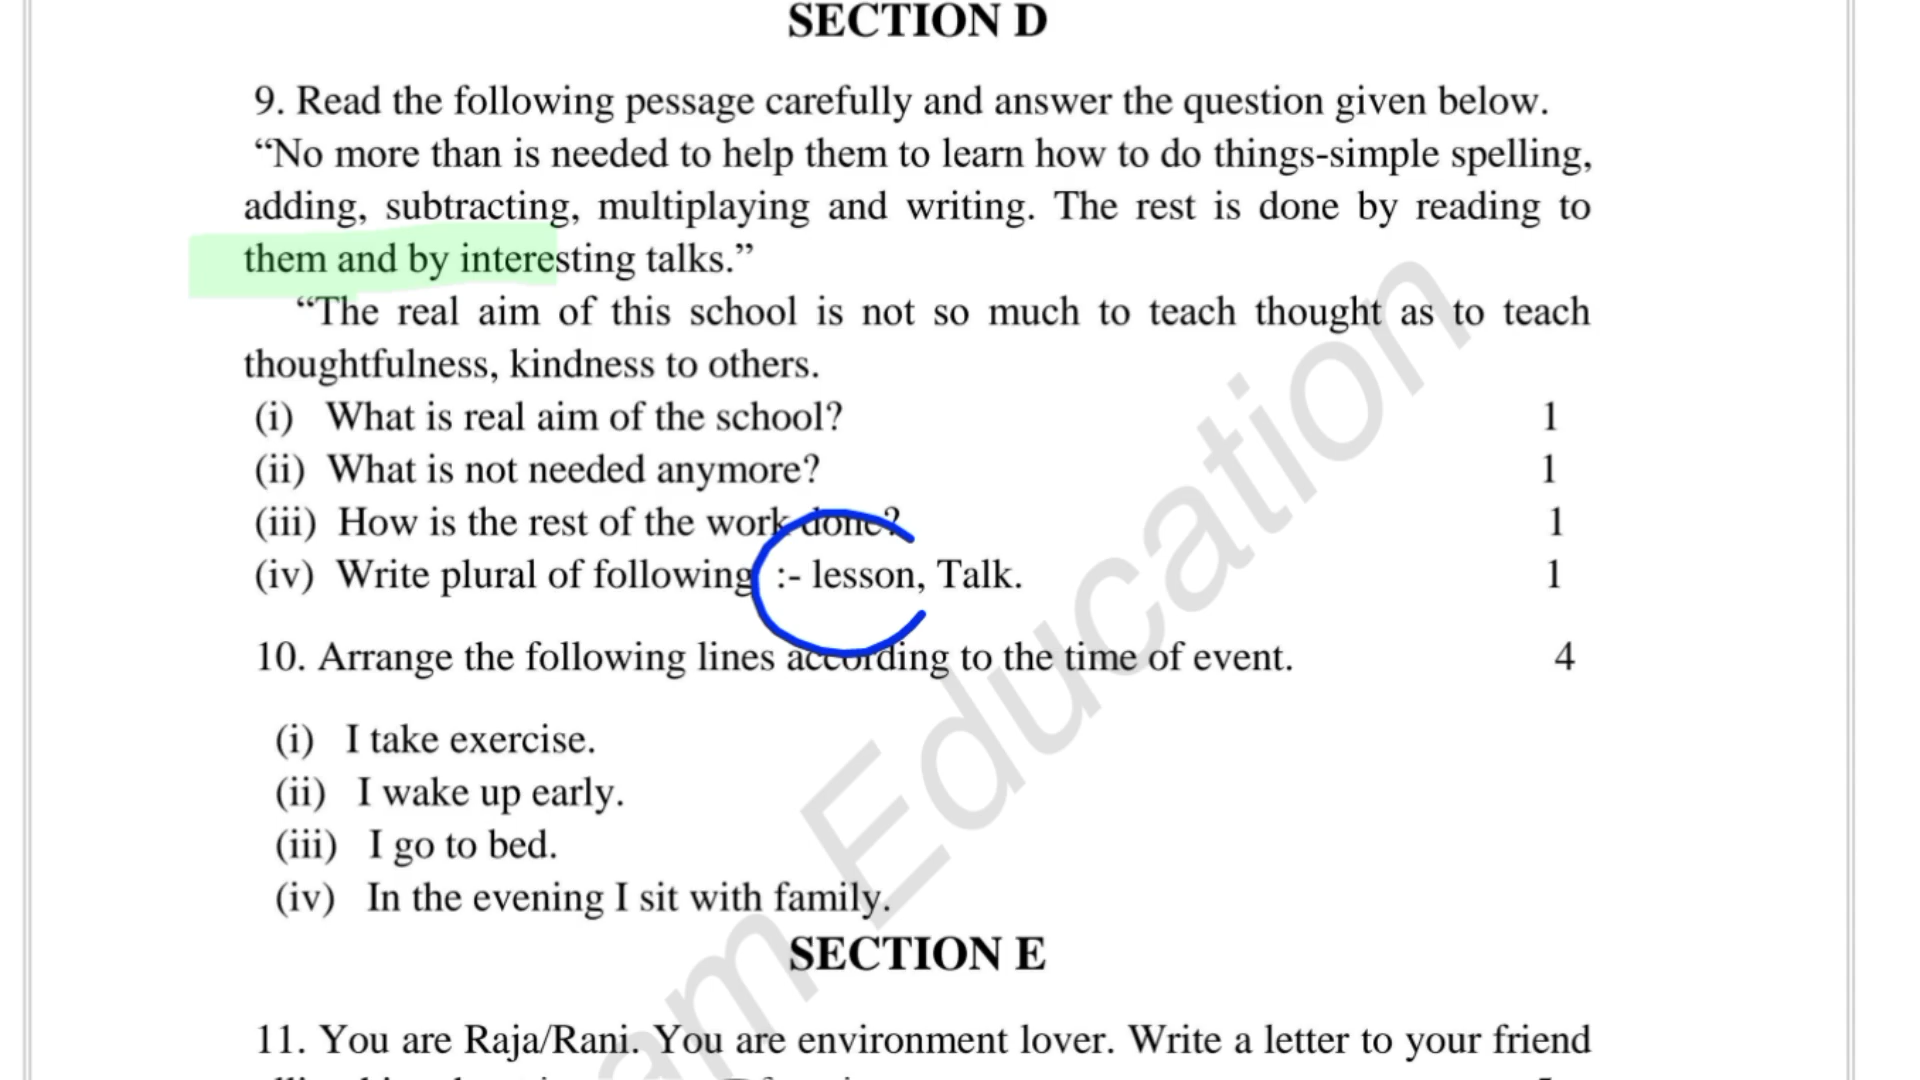 SECTION D
9. Read the following pessage carefully and answer the question given below.
“No more than is needed to help them to learn how to do things-simple spelling,
adding, subtracting, multiplaying and writing. The rest is done by reading to
them and by interesting talks.”
“The real aim of this school is not so much to teach thought as to teach
thoughtfulness, kindness to others.
(i) What is real aim of the school? 1
(ii) What is not needed anymore? 1
(iii) How is the rest of the work done? 1
(iv) Write plural of following :- lesson, Talk. 1
10. Arrange the following lines according to the time of event. 4
(i) I take exercise.
(ii) I wake up early.
(iii) I go to bed.
(iv) In the evening I sit with family.
SECTION E
11. You are Raja/Rani. You are environment lover. Write a letter to your friend
Education